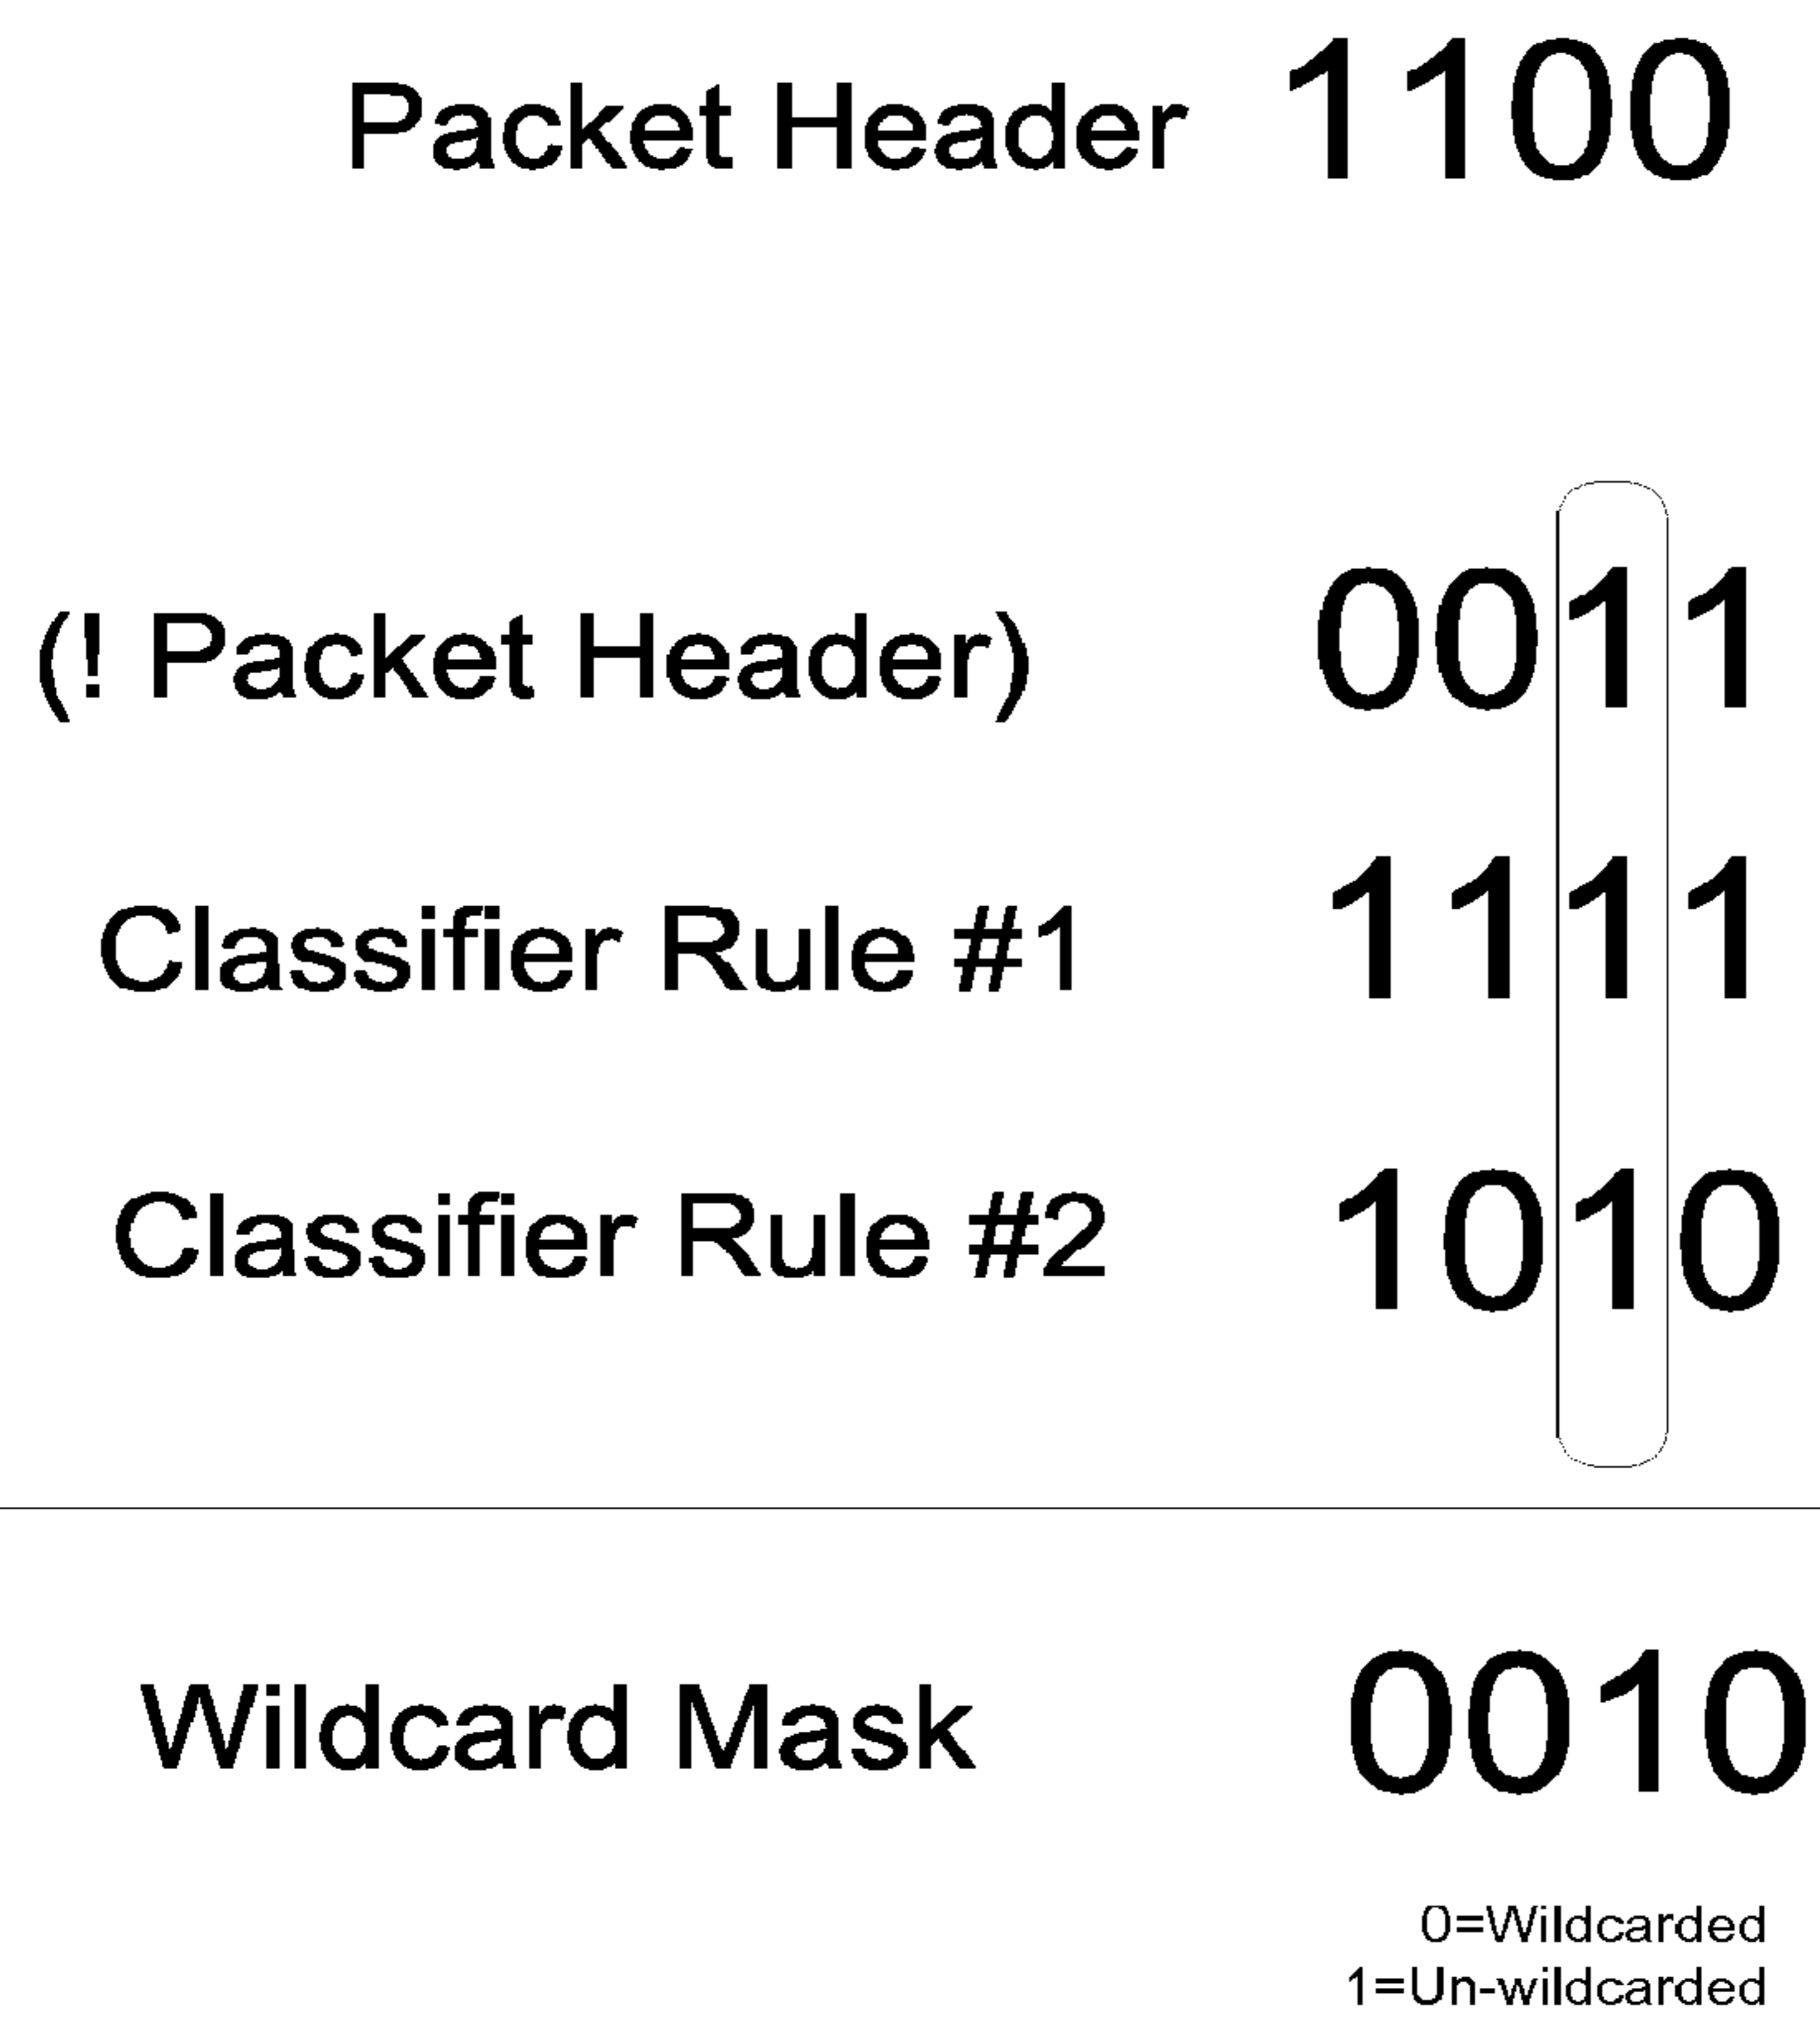 Packet Header 1100
(! Packet Header) 0011
Classifier Rule #1 1111
Classifier Rule #2 1010
Wildcard Mask 0010
0=Wildcarded
1=Un-wildcarded